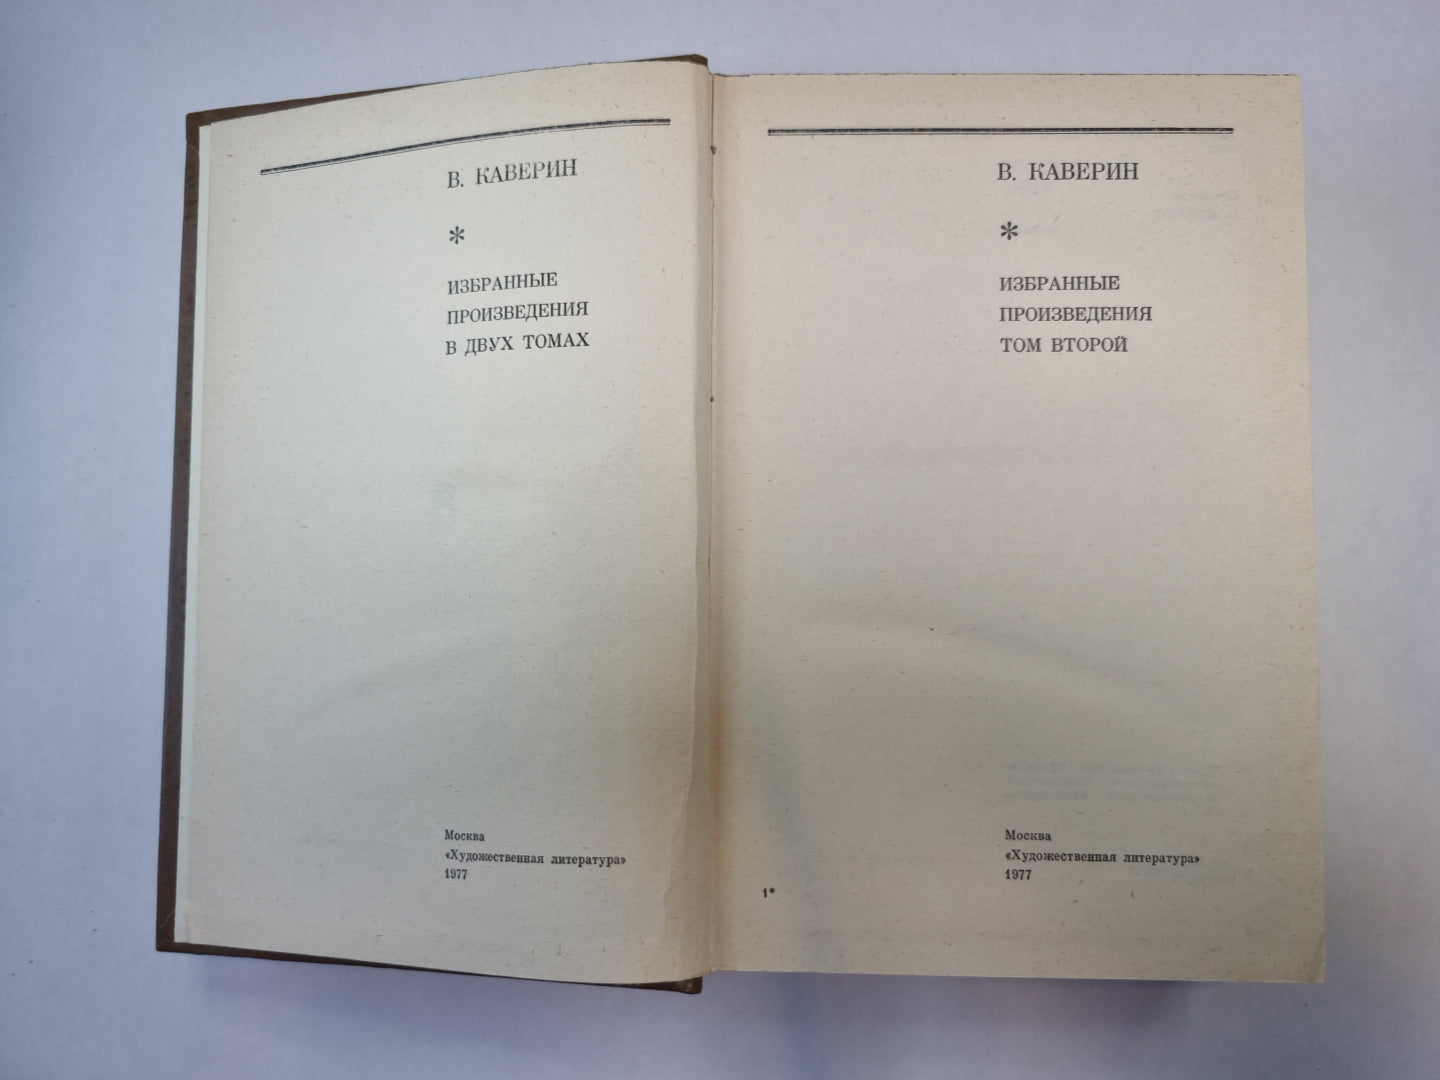 В. КАВЕРИН
*
ИЗБРАННЫЕ
ПРОИЗВЕДЕНИЯ
В ДВУХ ТОМАХ
Москва
«Художественная литература»
1977
В. КАВЕРИН
*
ИЗБРАННЫЕ
ПРОИЗВЕДЕНИЯ
ТОМ ВТОРОЙ
Москва
«Художественная литература»
1977
1*